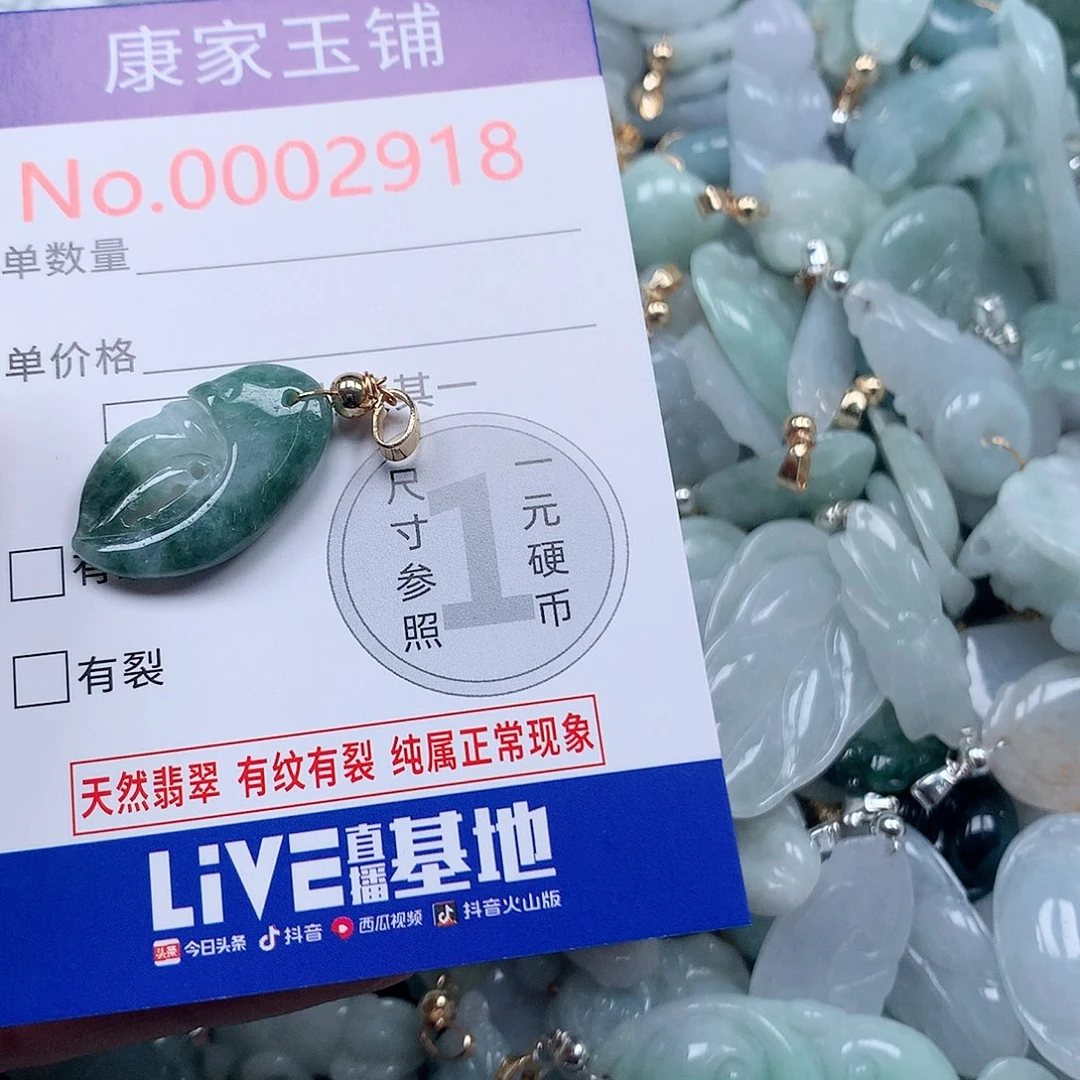 康家玉铺
No.0002918
单数量
单价格
其一
尺寸参照
一元硬币
1
有
有裂
天然翡翠 有纹有裂 纯属正常现象
LiVE直播基地
头条 今日头条 抖音 西瓜视频 抖音火山版